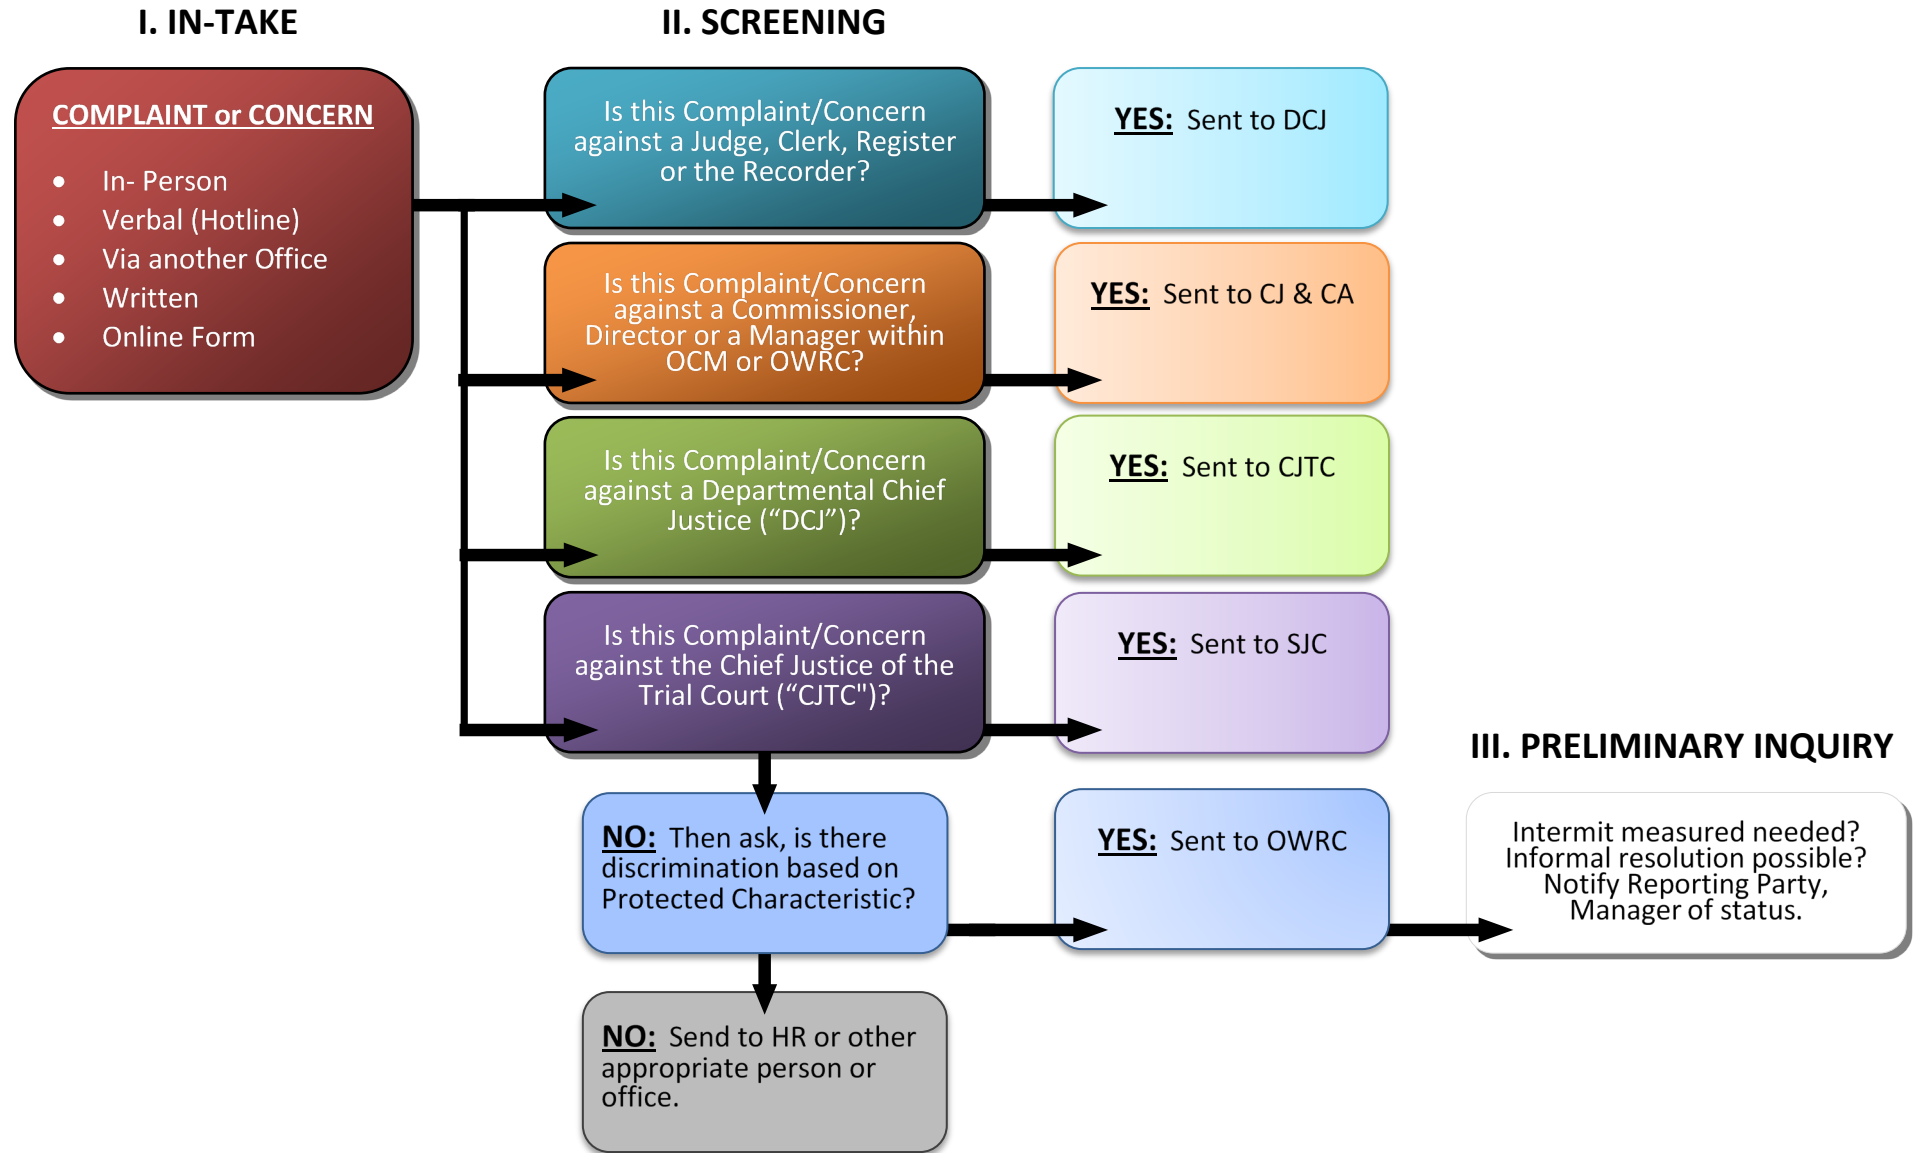 I. IN-TAKE
COMPLAINT or CONCERN
• In- Person
• Verbal (Hotline)
• Via another Office
• Written
• Online Form
II. SCREENING
Is this Complaint/Concern
against a Judge, Clerk, Register
or the Recorder?
YES: Sent to DCJ
Is this Complaint/Concern
against a Commissioner,
Director or a Manager within
OCM or OWRC?
YES: Sent to CJ & CA
Is this Complaint/Concern
against a Departmental Chief
Justice (“DCJ”)?
YES: Sent to CJTC
Is this Complaint/Concern
against the Chief Justice of the
Trial Court (“CJTC")?
YES: Sent to SJC
NO: Then ask, is there
discrimination based on
Protected Characteristic?
YES: Sent to OWRC
NO: Send to HR or other
appropriate person or
office.
III. PRELIMINARY INQUIRY
Intermit measured needed?
Informal resolution possible?
Notify Reporting Party,
Manager of status.